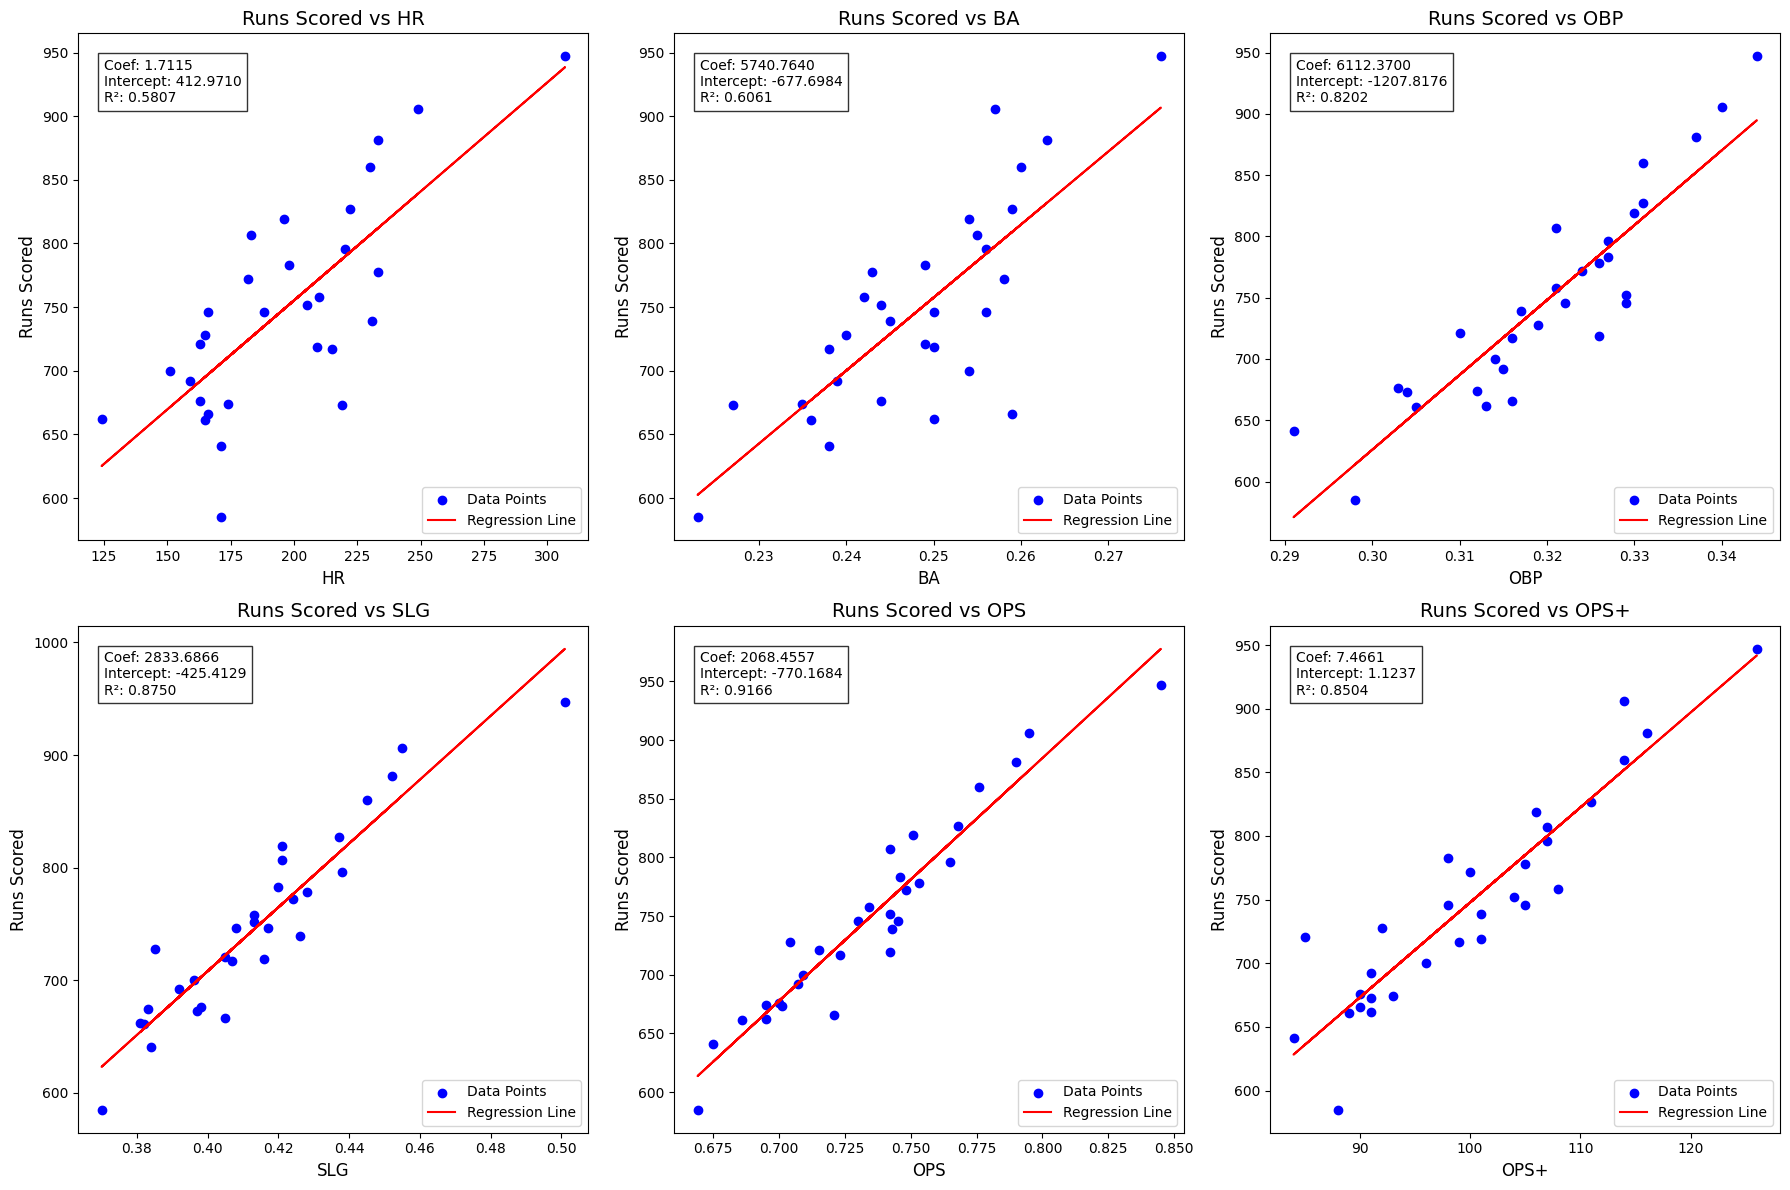 Runs Scored vs HR
Coef: 1.7115
Intercept: 412.9710
R²: 0.5807
950
900
850
800
750
700
650
600
Runs Scored
Data Points
Regression Line
125 150 175 200 225 250 275 300
HR
Runs Scored vs BA
Coef: 5740.7640
Intercept: -677.6984
R²: 0.6061
950
900
850
800
750
700
650
600
Runs Scored
Data Points
Regression Line
0.23 0.24 0.25 0.26 0.27
BA
Runs Scored vs OBP
Coef: 6112.3700
Intercept: -1207.8176
R²: 0.8202
950
900
850
800
750
700
650
600
Runs Scored
Data Points
Regression Line
0.29 0.30 0.31 0.32 0.33 0.34
OBP
Runs Scored vs SLG
Coef: 2833.6866
Intercept: -425.4129
R²: 0.8750
1000
900
800
700
600
Runs Scored
Data Points
Regression Line
0.38 0.40 0.42 0.44 0.46 0.48 0.50
SLG
Runs Scored vs OPS
Coef: 2068.4557
Intercept: -770.1684
R²: 0.9166
950
900
850
800
750
700
650
600
Runs Scored
Data Points
Regression Line
0.675 0.700 0.725 0.750 0.775 0.800 0.825 0.850
OPS
Runs Scored vs OPS+
Coef: 7.4661
Intercept: 1.1237
R²: 0.8504
950
900
850
800
750
700
650
600
Runs Scored
Data Points
Regression Line
90 100 110 120
OPS+